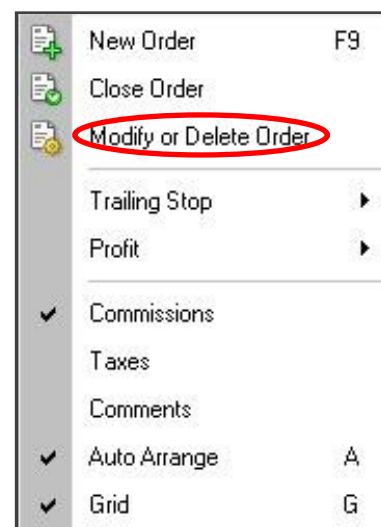 New Order F9
Close Order
Modify or Delete Order
Trailing Stop
Profit
Commissions
Taxes
Comments
Auto Arrange A
Grid G